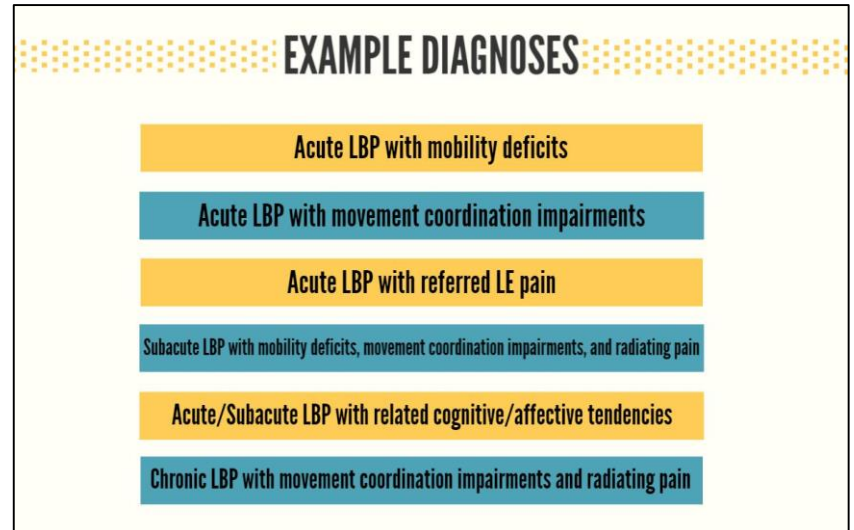 EXAMPLE DIAGNOSES
Acute LBP with mobility deficits
Acute LBP with movement coordination impairments
Acute LBP with referred LE pain
Subacute LBP with mobility deficits, movement coordination impairments, and radiating pain
Acute/Subacute LBP with related cognitive/affective tendencies
Chronic LBP with movement coordination impairments and radiating pain